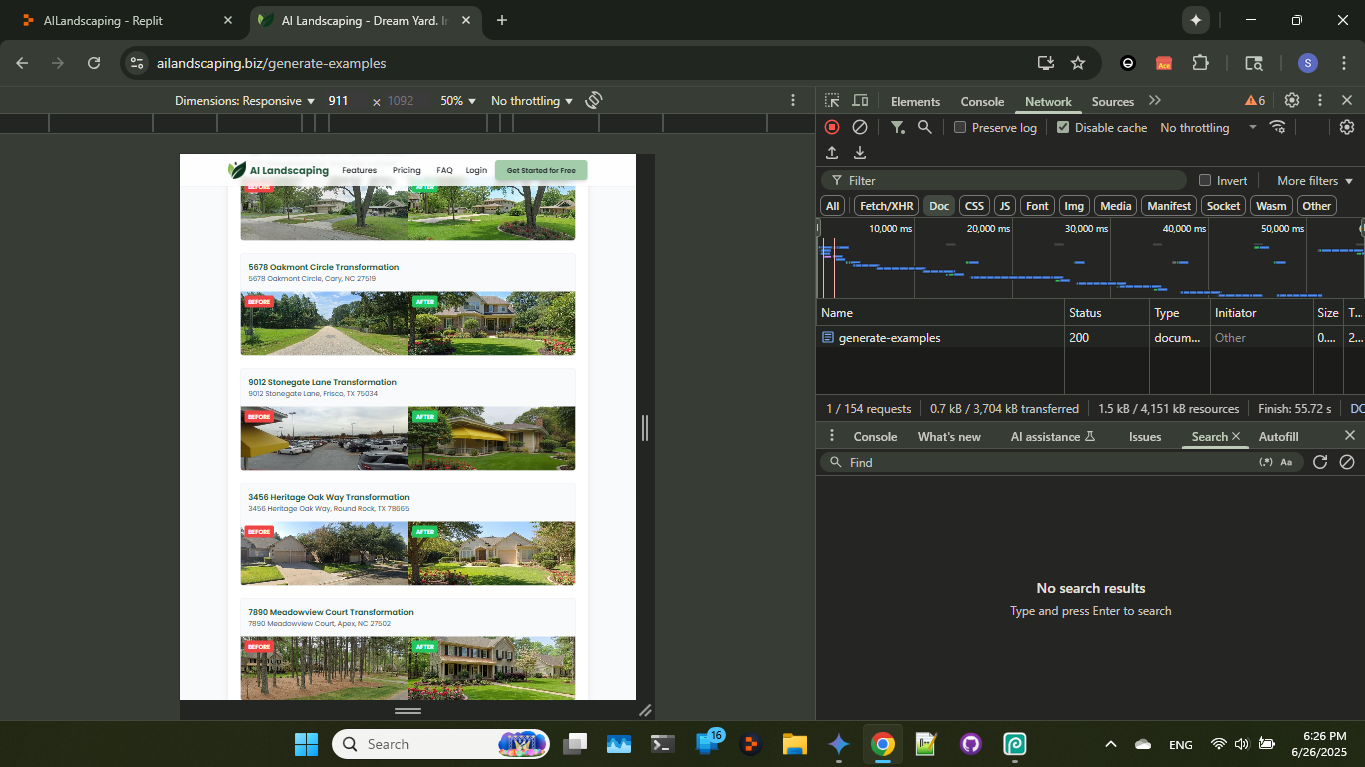 AILandscaping - Replit
AI Landscaping - Dream Yard. In
ailandscaping.biz/generate-examples
Ace
S
Dimensions: Responsive 911 × 1092 50% No throttling
Elements Console Network Sources 6
Preserve log Disable cache No throttling
Filter Invert More filters
All Fetch/XHR Doc CSS JS Font Img Media Manifest Socket Wasm Other
10,000 ms 20,000 ms 30,000 ms 40,000 ms 50,000 ms
Name Status Type Initiator Size T...
generate-examples 200 docum... Other 0.... 2...
1 / 154 requests 0.7 kB / 3,704 kB transferred 1.5 kB / 4,151 kB resources Finish: 55.72 s DO
Console What's new AI assistance Issues Search Autofill
Find (.*) Aa
No search results
Type and press Enter to search
AI Landscaping Features Pricing FAQ Login Get Started for Free
BEFORE AFTER
5678 Oakmont Circle Transformation
5678 Oakmont Circle, Cary, NC 27519
BEFORE AFTER
9012 Stonegate Lane Transformation
9012 Stonegate Lane, Frisco, TX 75034
BEFORE AFTER
3456 Heritage Oak Way Transformation
3456 Heritage Oak Way, Round Rock, TX 78665
BEFORE AFTER
7890 Meadowview Court Transformation
7890 Meadowview Court, Apex, NC 27502
BEFORE AFTER
Search
16
ENG
6:26 PM
6/26/2025